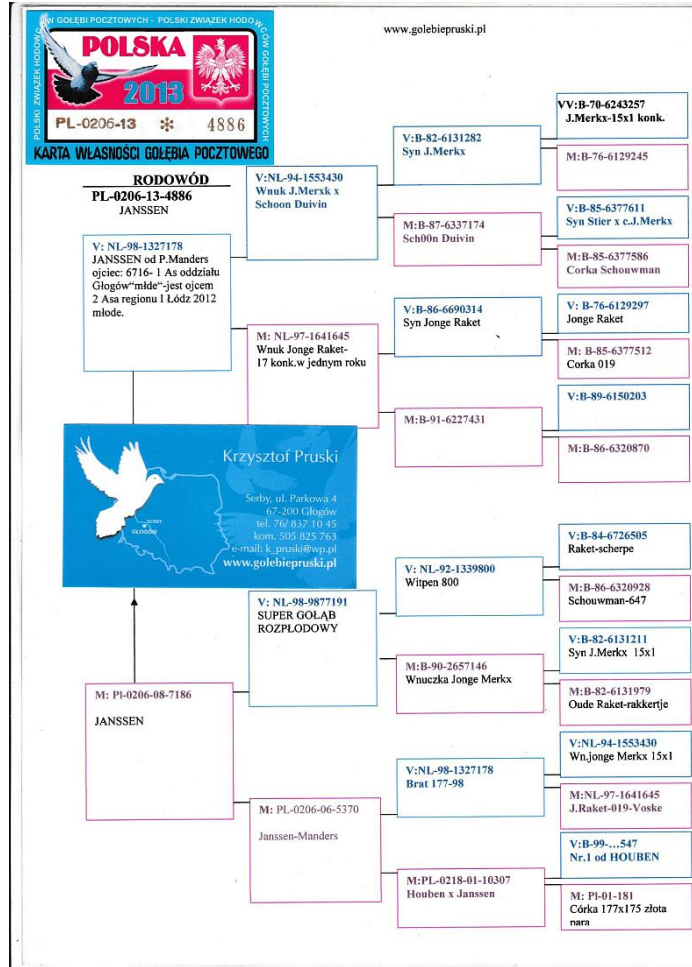 www.golebiepruski.pl
POLSKI ZWIĄZEK HODOWCÓW GOŁĘBI POCZTOWYCH - POLSKI ZWIĄZEK HODOWCÓW GOŁĘBI POCZTOWYCH
POLSKA
2013
PL-0206-13 ✻ 4886
KARTA WŁASNOŚCI GOŁĘBIA POCZTOWEGO
RODOWÓD
PL-0206-13-4886
JANSSEN
V: NL-98-1327178
JANSSEN od P.Manders
ojciec: 6716- 1 As oddziału
Głogów“młde“-jest ojcem
2 Asa regionu I Łódz 2012
młode.
V:NL-94-1553430
Wnuk J.Merxk x
Schoon Duivin
M: NL-97-1641645
Wnuk Jonge Raket-
17 konk.w jednym roku
V:B-82-6131282
Syn J.Merkx
M:B-87-6337174
Sch00n Duivin
V:B-86-6690314
Syn Jonge Raket
M:B-91-6227431
VV:B-70-6243257
J.Merkx-15x1 konk.
M:B-76-6129245
V:B-85-6377611
Syn Stier x c.J.Merkx
M:B-85-6377586
Corka Schouwman
V: B-76-6129297
Jonge Raket
M: B-85-6377512
Corka 019
V:B-89-6150203
M:B-86-6320870
Krzysztof Pruski
Serby, ul. Parkowa 4
67-200 Głogów
tel. 76/ 837 10 45
kom. 505 825 763
e-mail: k_pruski@wp.pl
www.golebiepruski.pl
SERBY
GŁOGÓW
M: Pl-0206-08-7186
JANSSEN
V: NL-98-9877191
SUPER GOŁĄB
ROZPŁODOWY
M: PL-0206-06-5370
Janssen-Manders
V: NL-92-1339800
Witpen 800
M:B-90-2657146
Wnuczka Jonge Merkx
V:NL-98-1327178
Brat 177-98
M:PL-0218-01-10307
Houben x Janssen
V:B-84-6726505
Raket-scherpe
M:B-86-6320928
Schouwman-647
V:B-82-6131211
Syn J.Merkx 15x1
M:B-82-6131979
Oude Raket-rakkertje
V:NL-94-1553430
Wn.jonge Merkx 15x1
M:NL-97-1641645
J.Raket-019-Voske
V:B-99-...547
Nr.1 od HOUBEN
M: Pl-01-181
Córka 177x175 złota
para